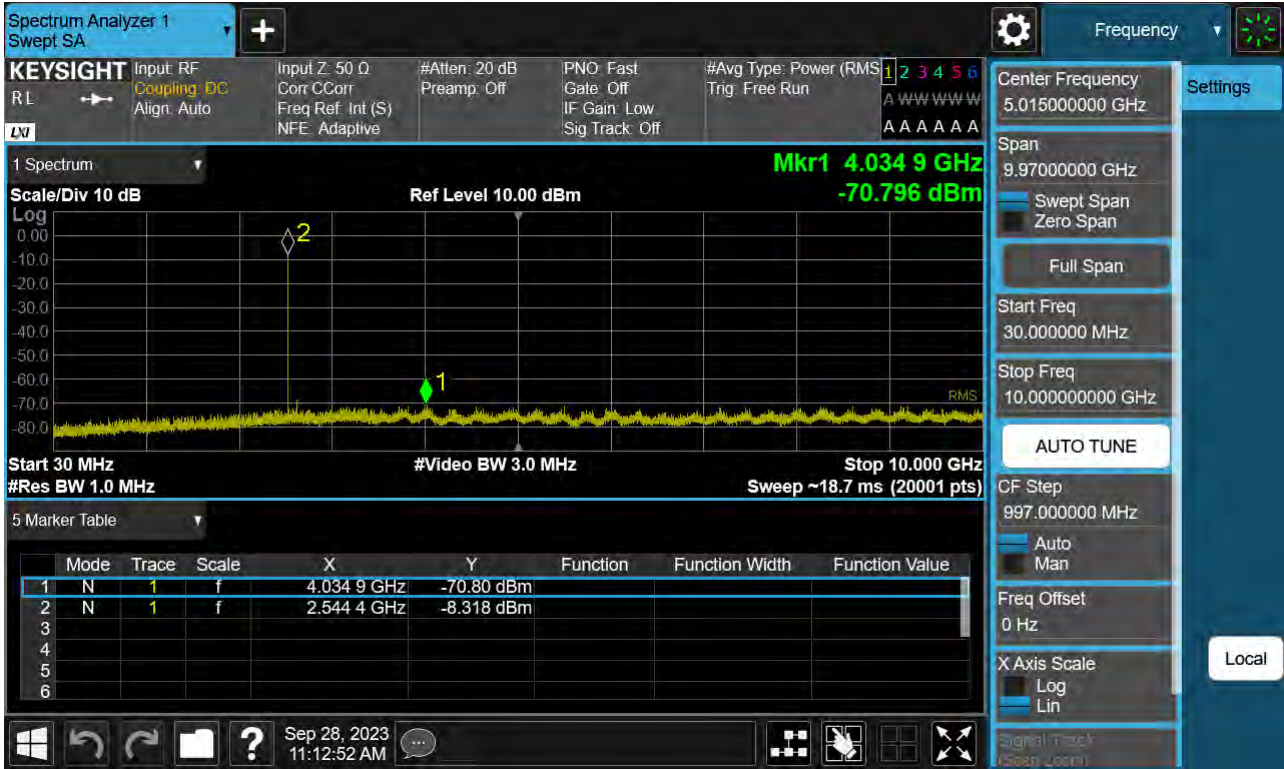 Spectrum Analyzer 1
Swept SA
Frequency
KEYSIGHT
RL
LXI
Input: RF
Coupling: DC
Align: Auto
Input Z: 50 Ω
Corr CCorr
Freq Ref: Int (S)
NFE: Adaptive
#Atten: 20 dB
Preamp: Off
PNO: Fast
Gate: Off
IF Gain: Low
Sig Track: Off
#Avg Type: Power (RMS
Trig: Free Run
1 2 3 4 5 6
A W W W W W
A A A A A A
1 Spectrum
Mkr1 4.034 9 GHz
-70.796 dBm
Scale/Div 10 dB
Ref Level 10.00 dBm
Log
0.00
-10.0
-20.0
-30.0
-40.0
-50.0
-60.0
-70.0
-80.0
2
1
RMS
Start 30 MHz
#Video BW 3.0 MHz
Stop 10.000 GHz
#Res BW 1.0 MHz
Sweep ~18.7 ms (20001 pts)
5 Marker Table
Mode Trace Scale X Y Function Function Width Function Value
1 N 1 f 4.034 9 GHz -70.80 dBm
2 N 1 f 2.544 4 GHz -8.318 dBm
3
4
5
6
Sep 28, 2023
11:12:52 AM
Center Frequency
5.015000000 GHz
Span
9.97000000 GHz
Swept Span
Zero Span
Full Span
Start Freq
30.000000 MHz
Stop Freq
10.000000000 GHz
AUTO TUNE
CF Step
997.000000 MHz
Auto
Man
Freq Offset
0 Hz
X Axis Scale
Log
Lin
Signal Track
(Span Zoom)
Settings
Local